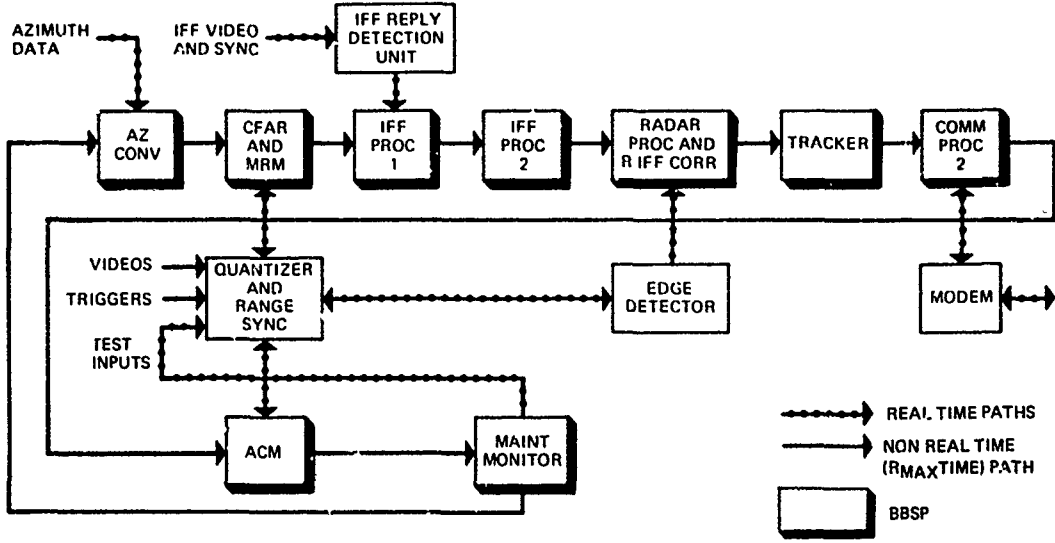 AZIMUTH
DATA
IFF VIDEO
AND SYNC
IFF REPLY
DETECTION
UNIT
AZ
CONV
CFAR
AND
MRM
IFF
PROC
1
IFF
PROC
2
RADAR
PROC AND
R IFF CORR
TRACKER
COMM
PROC
2
VIDEOS
TRIGGERS
TEST
INPUTS
QUANTIZER
AND
RANGE
SYNC
EDGE
DETECTOR
MODEM
ACM
MAINT
MONITOR
REAL TIME PATHS
NON REAL TIME
(RMAXTIME) PATH
BBSP